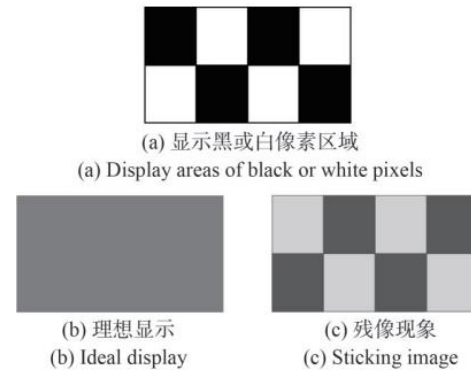 (a) 显示黑或白像素区域
(a) Display areas of black or white pixels
(b) 理想显示
(b) Ideal display
(c) 残像现象
(c) Sticking image